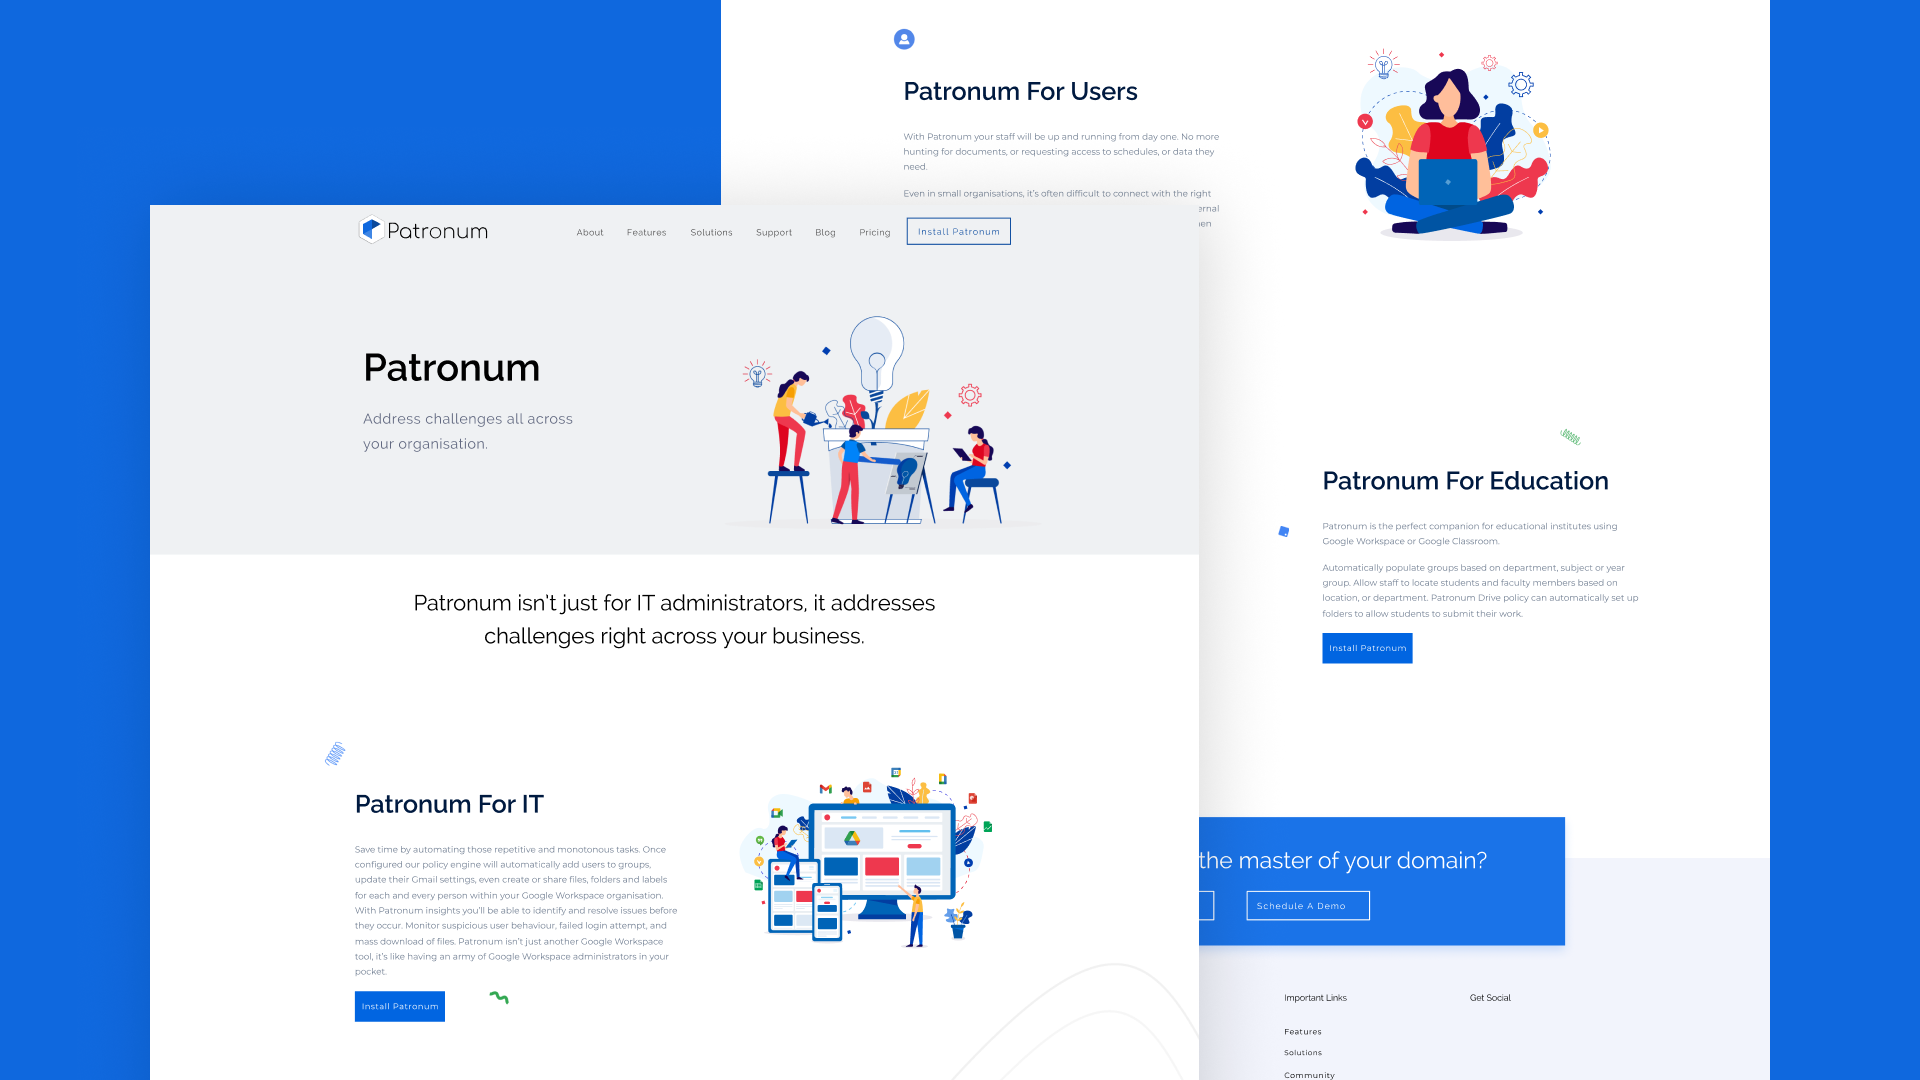 Patronum For Users
With Patronum your staff will be up and running from day one. No more
hunting for documents, or requesting access to schedules, or data they
need.
Even in small organisations, it's often difficult to connect with the right
Patronum
About
Features
Solutions
Support
Blog
Pricing
Install Patronum
Patronum
Address challenges all across
your organisation.
Patronum isn't just for IT administrators, it addresses
challenges right across your business.
Patronum For IT
Save time by automating those repetitive and monotonous tasks. Once
configured our policy engine will automatically add users to groups,
update their Gmail settings, even create or share files, folders and labels
for each and every person within your Google Workspace organisation.
With Patronum insights you'll be able to identify and resolve issues before
they occur. Monitor suspicious user behaviour, failed login attempt, and
mass download of files. Patronum isn't just another Google Workspace
tool, it's like having an army of Google Workspace administrators in your
pocket.
Install Patronum
Patronum For Education
Patronum is the perfect companion for educational institutes using
Google Workspace or Google Classroom.
Automatically populate groups based on department, subject or year
group. Allow staff to locate students and faculty members based on
location, or department. Patronum Drive policy can automatically set up
folders to allow students to submit their work.
Install Patronum
the master of your domain?
Schedule A Demo
Important Links
Features
Solutions
Community
Get Social